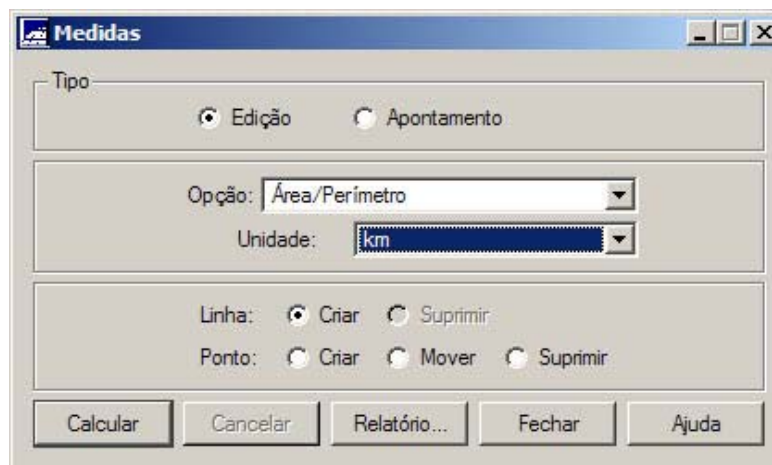 Medidas
Tipo
Edição Apontamento
Opção: Área/Perímetro
Unidade: km
Linha: Criar Suprimir
Ponto: Criar Mover Suprimir
Calcular Cancelar Relatório... Fechar Ajuda